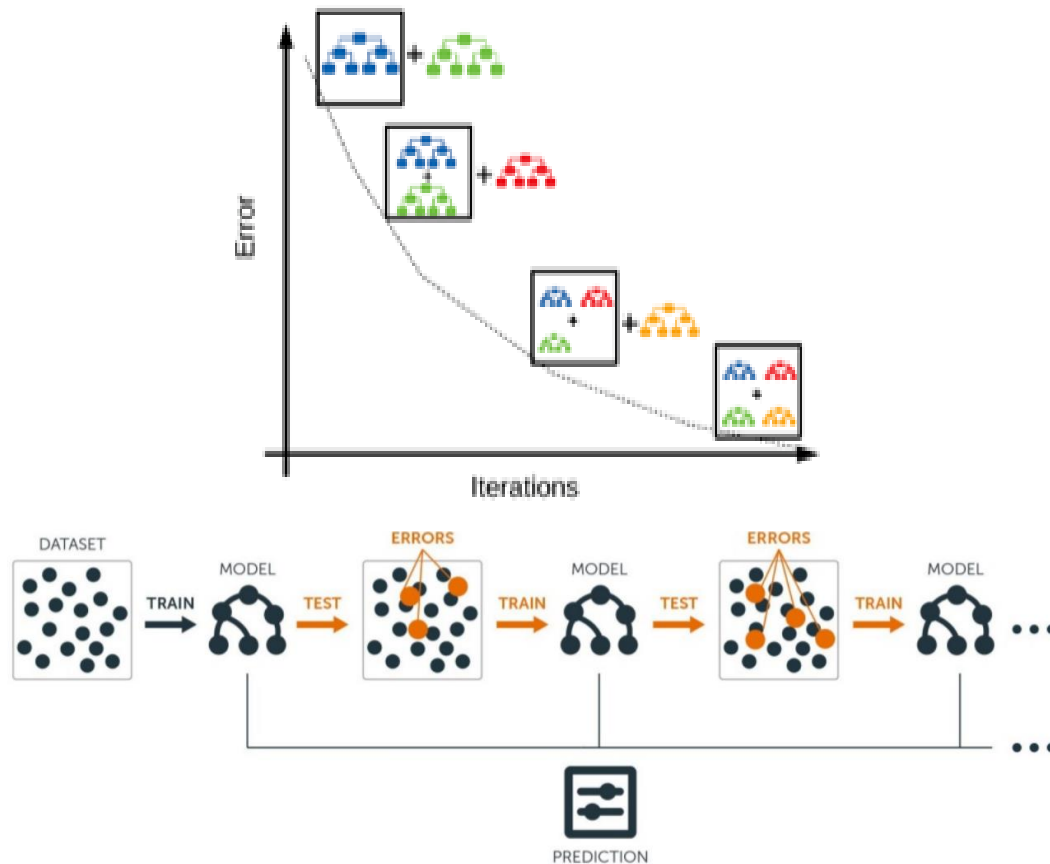 +
+
+
+
+
+
+
Error
Iterations
DATASET
MODEL
ERRORS
MODEL
ERRORS
MODEL
TRAIN
TEST
TRAIN
TEST
TRAIN
PREDICTION